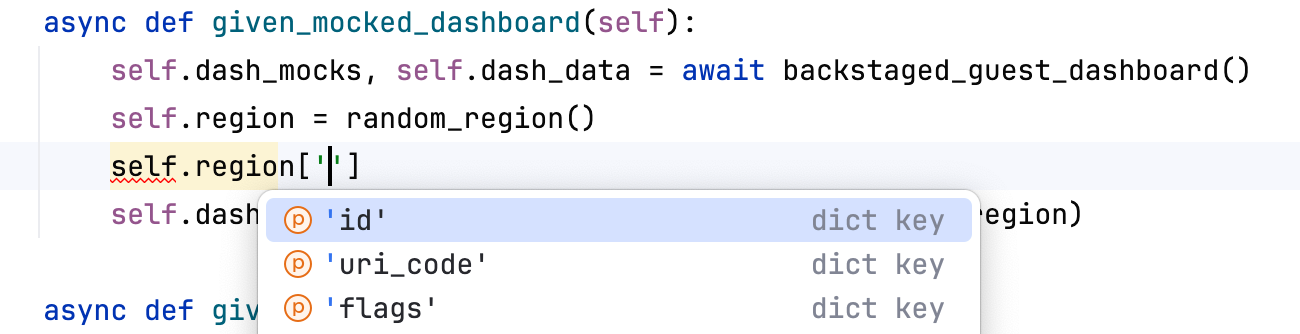 async def given_mocked_dashboard(self):
self.dash_mocks, self.dash_data = await backstaged_guest_dashboard()
self.region = random_region()
self.region['']
self.dash egion)
'id' dict key
'uri_code' dict key
'flags' dict key
async def giv